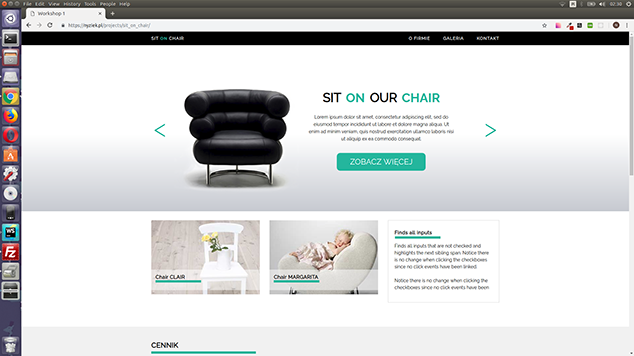 File Edit View History Tools People Help
02:38
Workshop 1
https://nyziek.pl/projects/sit_on_chair/
SIT ON CHAIR
O FIRMIE GALERIA KONTAKT
SIT ON OUR CHAIR
Lorem ipsum dolor sit amet, consectetur adipiscing elit, sed do
eiusmod tempor incididunt ut labore et dolore magna aliqua. Ut
enim ad minim veniam, quis nostrud exercitation ullamco laboris nisi
ut aliquip ex ea commodo consequat.
ZOBACZ WIĘCEJ
Chair CLAIR
Chair MARGARITA
Finds all inputs
Finds all inputs that are not checked and
highlights the next sibling span. Notice there
is no change when clicking the checkboxes
since no click events have been linked.
Notice there is no change when clicking the
checkboxes since no click events have been
CENNIK